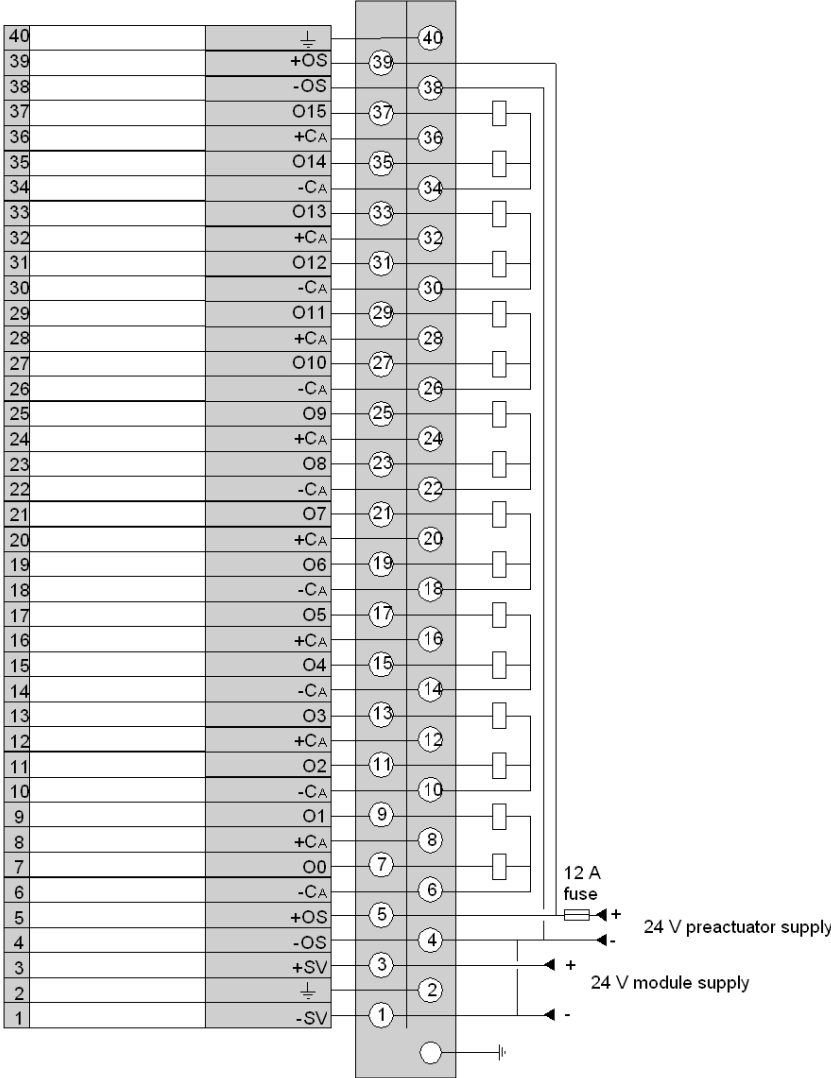 40 ⏚ 40
39 +OS 39
38 -OS 38
37 O15 37
36 +CA 36
35 O14 35
34 -CA 34
33 O13 33
32 +CA 32
31 O12 31
30 -CA 30
29 O11 29
28 +CA 28
27 O10 27
26 -CA 26
25 O9 25
24 +CA 24
23 O8 23
22 -CA 22
21 O7 21
20 +CA 20
19 O6 19
18 -CA 18
17 O5 17
16 +CA 16
15 O4 15
14 -CA 14
13 O3 13
12 +CA 12
11 O2 11
10 -CA 10
9 O1 9
8 +CA 8
7 O0 7
12 A
fuse
6 -CA 6
5 +OS 5 +
24 V preactuator supply
4 -OS 4 -
3 +SV 3 +
24 V module supply
2 ⏚ 2
1 -SV 1 -